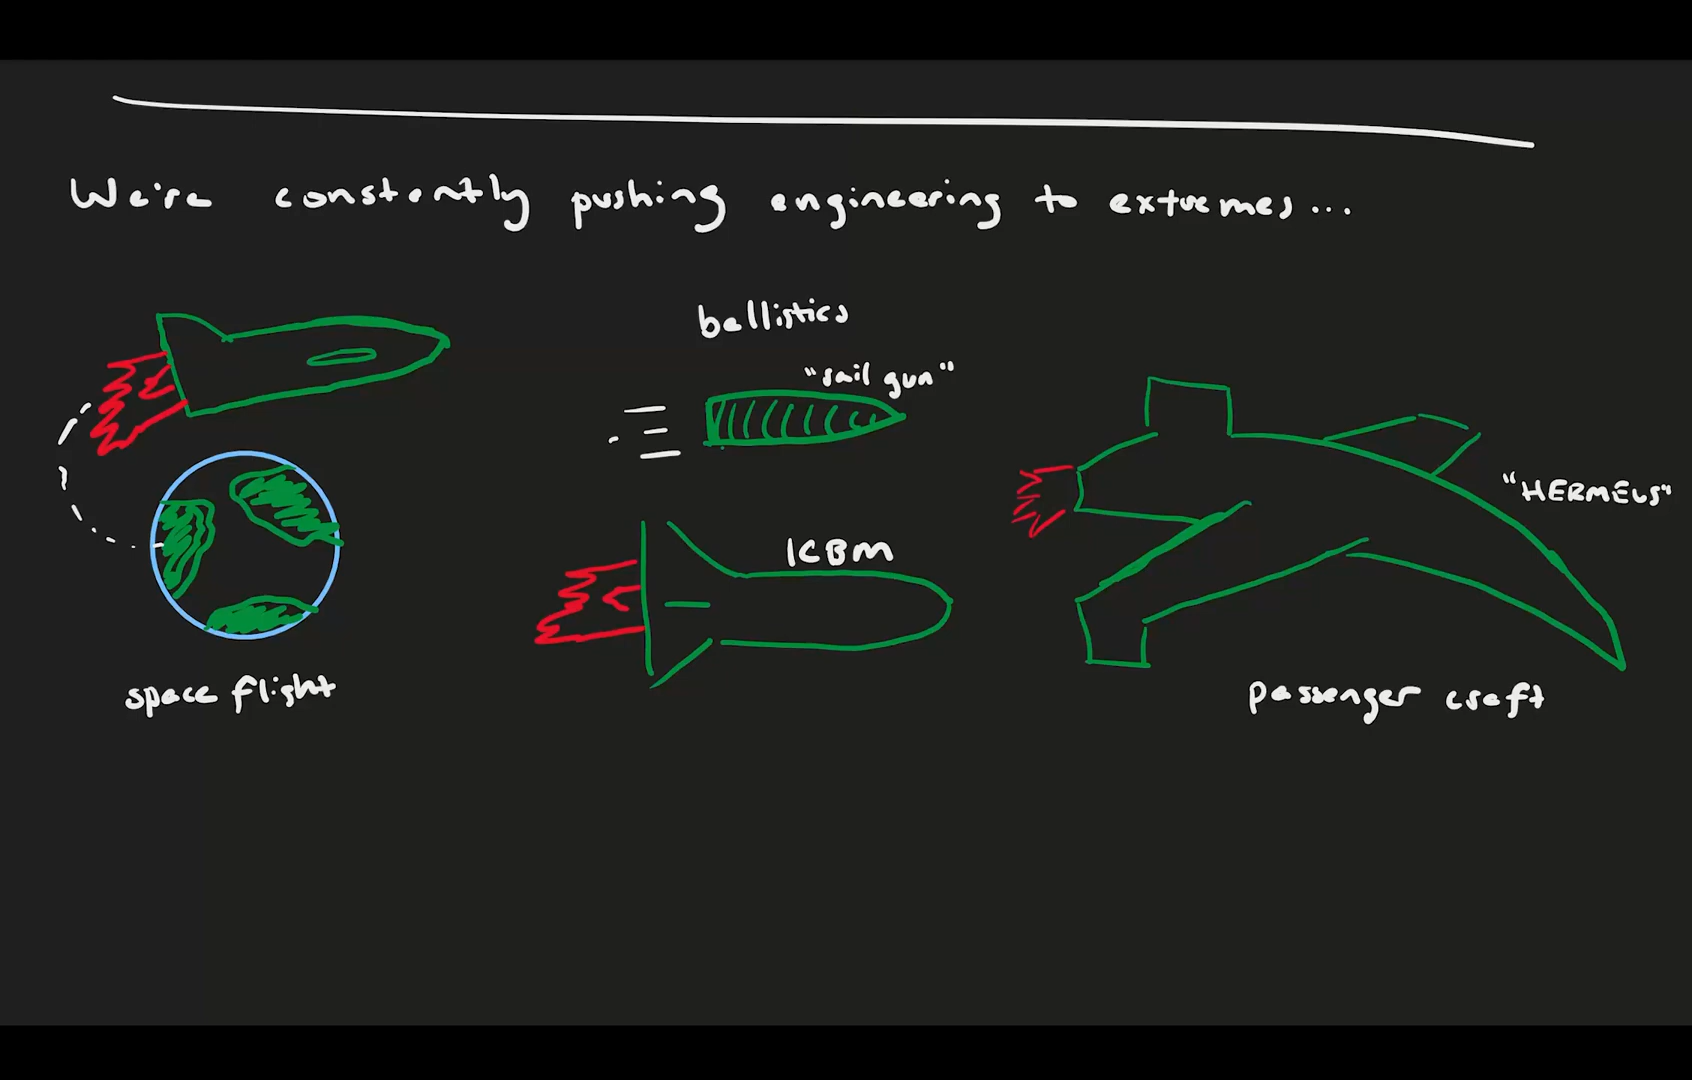 We're constantly pushing engineering to extremes...
ballistics
"rail gun"
"HERMEUS"
ICBM
space flight
passenger craft